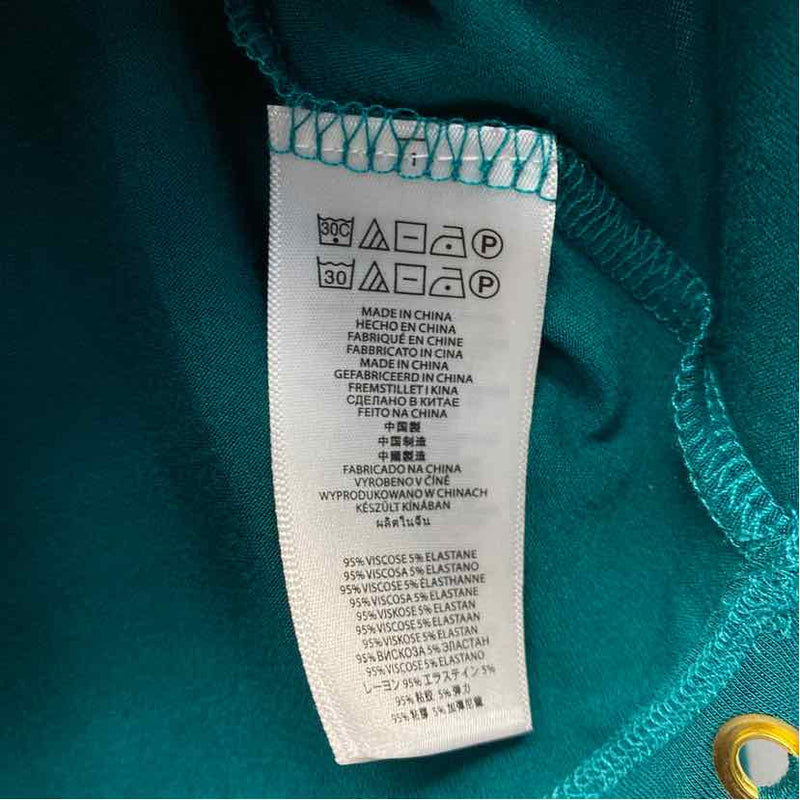 i
30C P
30 P
MADE IN CHINA
HECHO EN CHINA
FABRIQUÉ EN CHINE
FABBRICATO IN CINA
MADE IN CHINA
GEFABRICEERD IN CHINA
FREMSTILLET I KINA
СДЕЛАНО В КИТАЕ
FEITO NA CHINA
中国製
中国制造
中國製造
FABRICADO NA CHINA
VYROBENO V ČÍNĚ
WYPRODUKOWANO W CHINACH
KÉSZÜLT KÍNÁBAN
ผลิตในจีน
95% VISCOSE 5% ELASTANE
95% VISCOSA 5% ELASTANO
95% VISCOSE 5% ÉLASTHANNE
95% VISCOSA 5% ELASTANE
95% VISKOSE 5% ELASTAN
95% VISCOSE 5% ELASTAAN
95% VISKOSE 5% ELASTAN
95% ВИСКОЗА 5% ЭЛАСТАН
95% VISCOSE 5% ELASTANO
レーヨン 95% エラステイン 5%
95% 粘胶 5% 弹力
95% 粘膠 5% 加彈尼龍